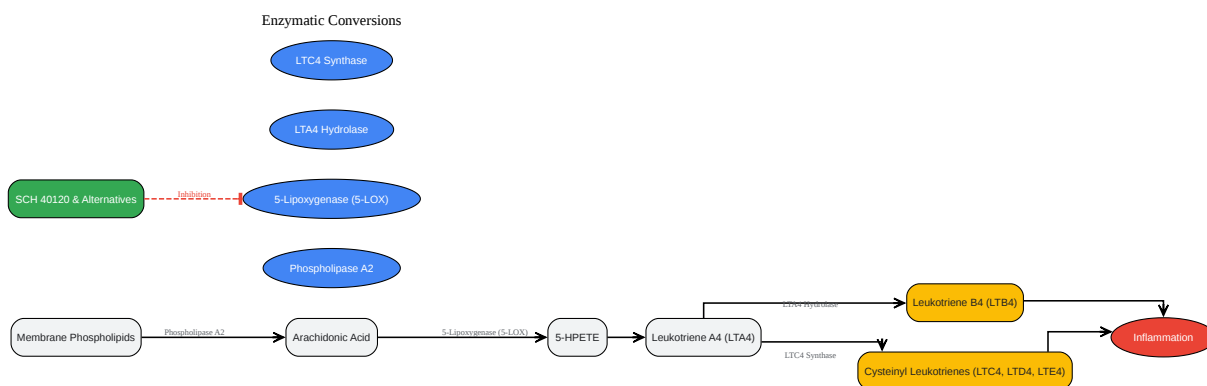 Enzymatic Conversions
LTC4 Synthase
LTA4 Hydrolase
SCH 40120 & Alternatives
Inhibition
5-Lipoxygenase (5-LOX)
Phospholipase A2
Membrane Phospholipids
Phospholipase A2
Arachidonic Acid
5-Lipoxygenase (5-LOX)
5-HPETE
Leukotriene A4 (LTA4)
LTA4 Hydrolase
Leukotriene B4 (LTB4)
LTC4 Synthase
Cysteinyl Leukotrienes (LTC4, LTD4, LTE4)
Inflammation